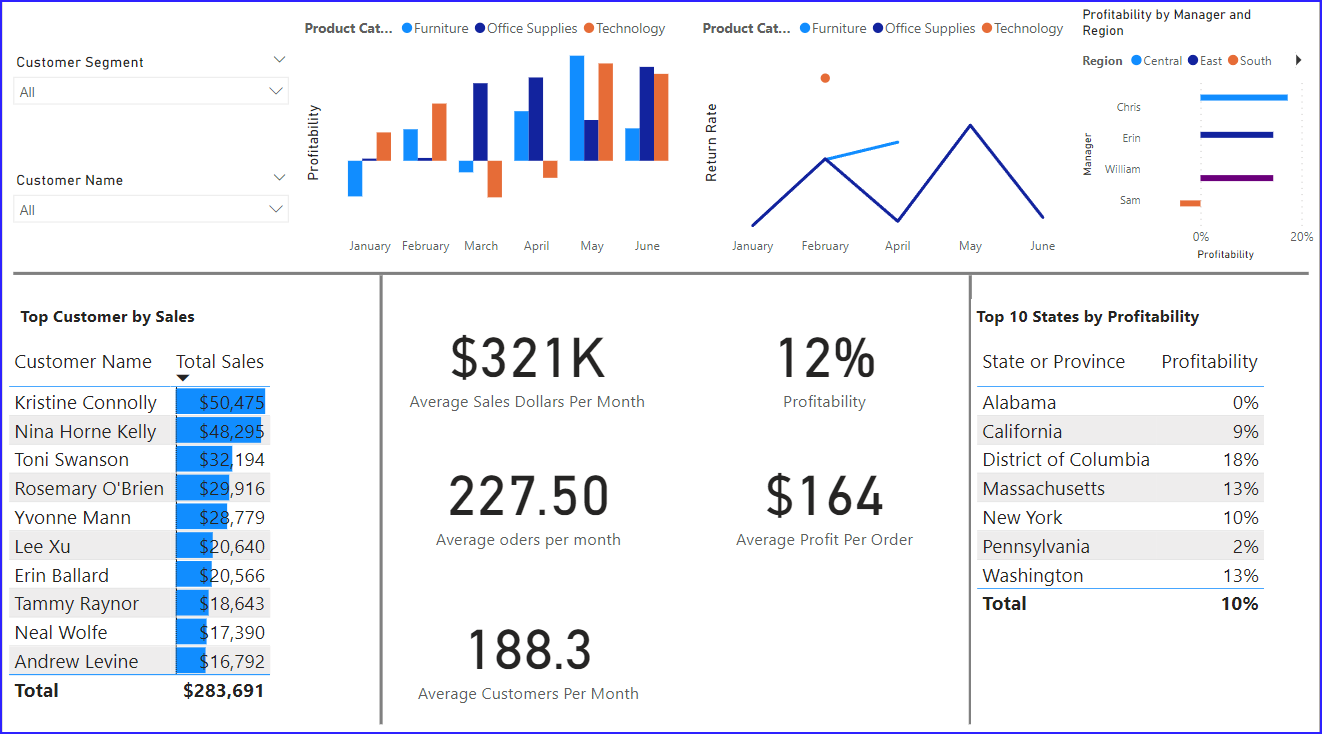 Customer Segment
All
Customer Name
All
Product Cat... Furniture Office Supplies Technology
Profitability
January February March April May June
Product Cat... Furniture Office Supplies Technology
Return Rate
January February April May June
Profitability by Manager and
Region
Region Central East South
Manager
Chris
Erin
William
Sam
0% 20%
Profitability
Top Customer by Sales
Customer Name Total Sales
Kristine Connolly $50,475
Nina Horne Kelly $48,295
Toni Swanson $32,194
Rosemary O'Brien $29,916
Yvonne Mann $28,779
Lee Xu $20,640
Erin Ballard $20,566
Tammy Raynor $18,643
Neal Wolfe $17,390
Andrew Levine $16,792
Total $283,691
$321K
Average Sales Dollars Per Month
12%
Profitability
227.50
Average oders per month
$164
Average Profit Per Order
188.3
Average Customers Per Month
Top 10 States by Profitability
State or Province Profitability
Alabama 0%
California 9%
District of Columbia 18%
Massachusetts 13%
New York 10%
Pennsylvania 2%
Washington 13%
Total 10%